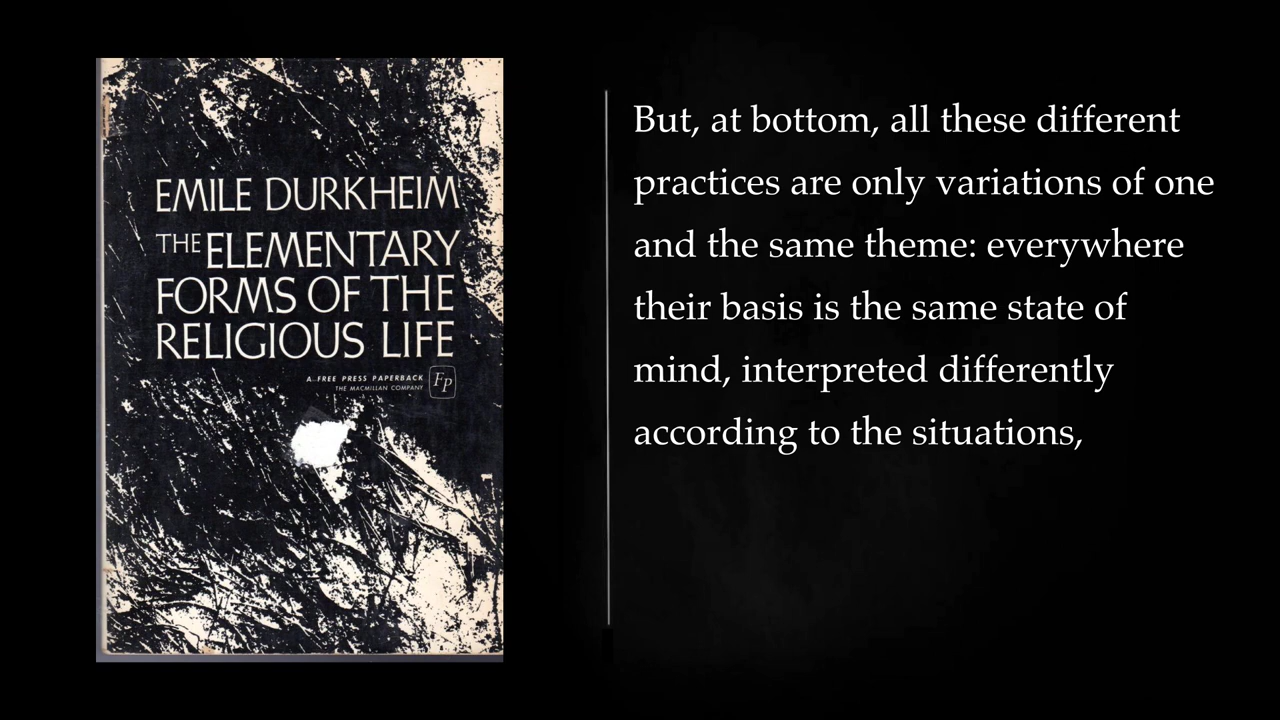 EMILE DURKHEIM
THE ELEMENTARY
FORMS OF THE
RELIGIOUS LIFE
A FREE PRESS PAPERBACK
THE MACMILLAN COMPANY
Fp
But, at bottom, all these different
practices are only variations of one
and the same theme: everywhere
their basis is the same state of
mind, interpreted differently
according to the situations,